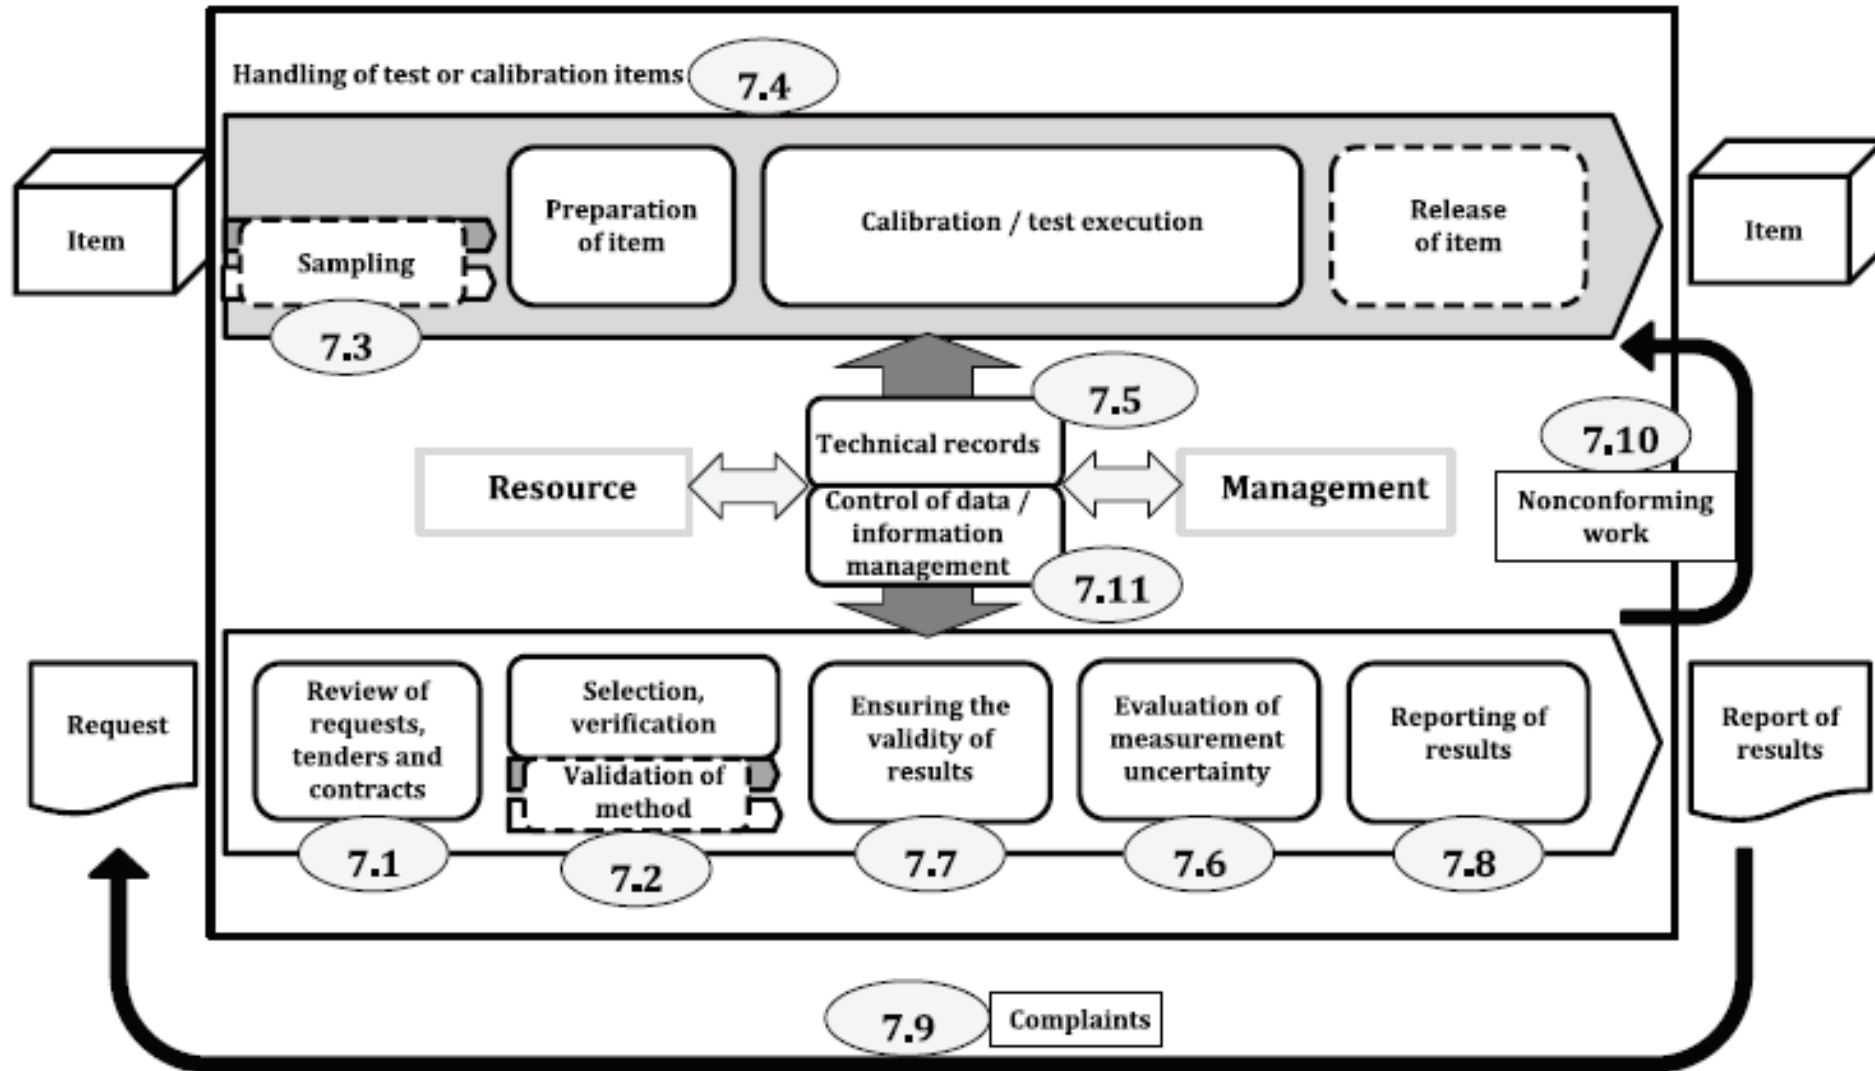 Handling of test or calibration items
7.4
Item
Sampling
7.3
Preparation
of item
Calibration / test execution
Release
of item
Item
7.5
Technical records
Resource
Management
Control of data /
information
management
7.11
7.10
Nonconforming
work
Request
Review of
requests,
tenders and
contracts
7.1
Selection,
verification
Validation of
method
7.2
Ensuring the
validity of
results
7.7
Evaluation of
measurement
uncertainty
7.6
Reporting of
results
7.8
Report of
results
7.9
Complaints